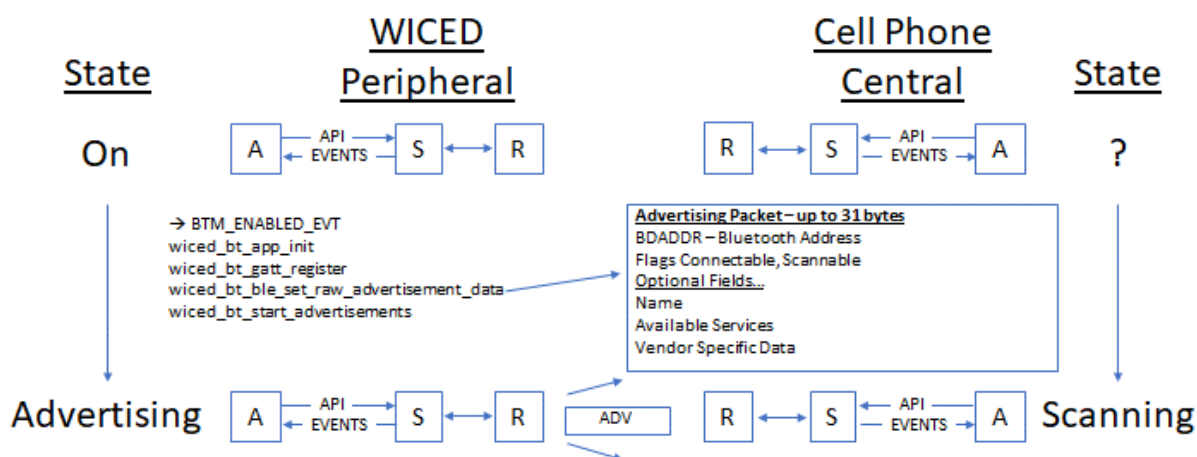 WICED
Peripheral
Cell Phone
Central
State
State
On
A
API
EVENTS
S
R
R
S
API
EVENTS
A
?
→ BTM_ENABLED_EVT
wiced_bt_app_init
wiced_bt_gatt_register
wiced_bt_ble_set_raw_advertisement_data
wiced_bt_start_advertisements
Advertising Packet – up to 31 bytes
BDADDR – Bluetooth Address
Flags Connectable, Scannable
Optional Fields...
Name
Available Services
Vendor Specific Data
Advertising
A
API
EVENTS
S
R
ADV
R
S
API
EVENTS
A
Scanning